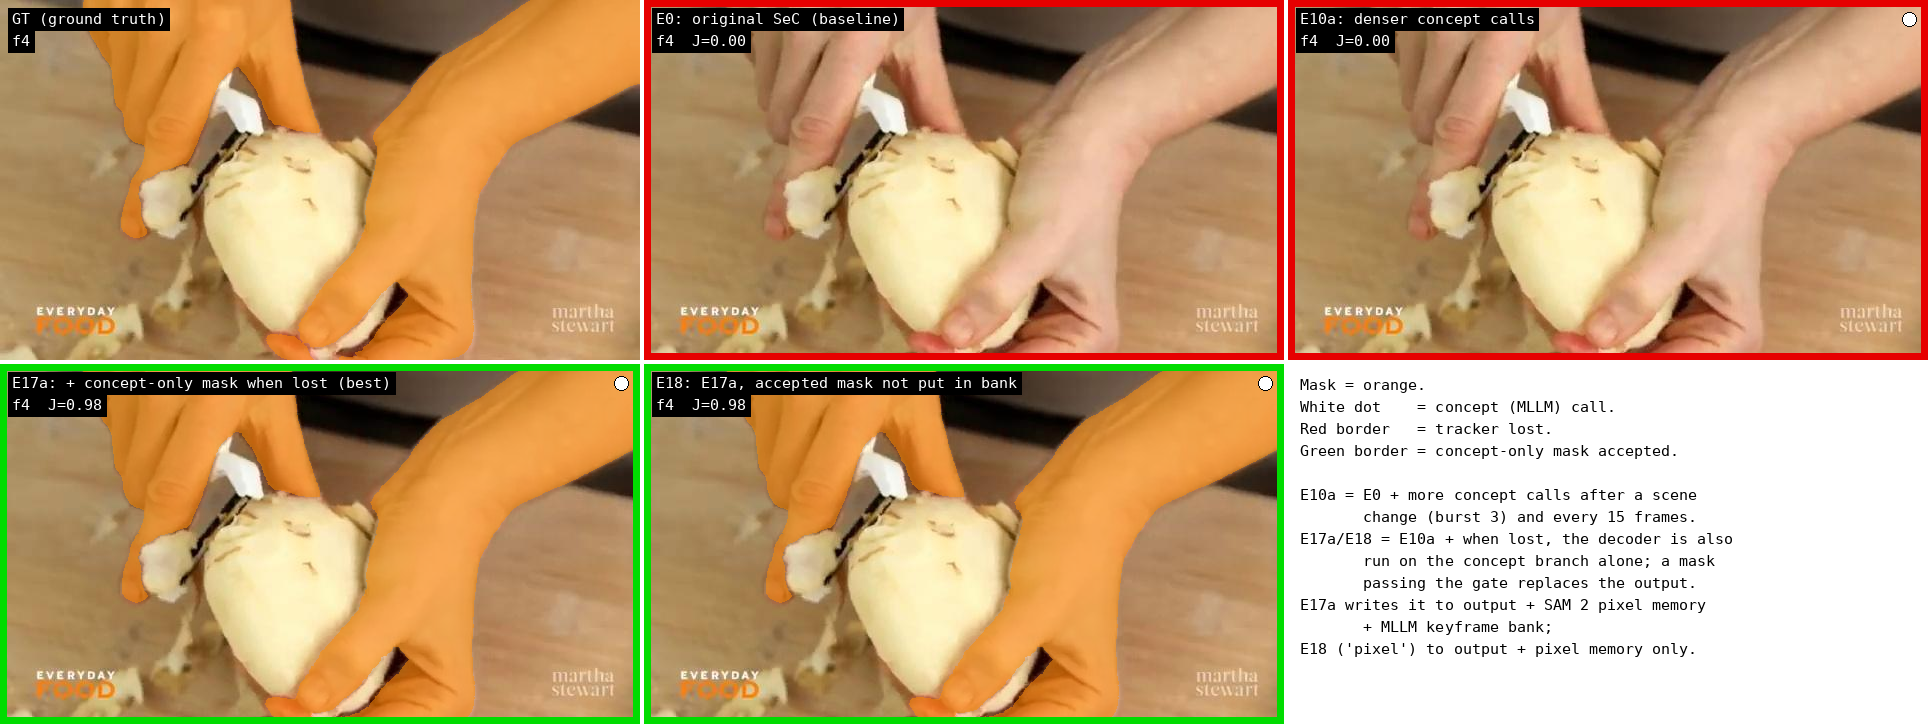 GT (ground truth)
f4
EVERYDAY
FOOD
martha
stewart
E0: original SeC (baseline)
f4 J=0.00
EVERYDAY
FOOD
martha
stewart
E10a: denser concept calls
f4 J=0.00
EVERYDAY
FOOD
martha
stewart
E17a: + concept-only mask when lost (best)
f4 J=0.98
EVERYDAY
FOOD
martha
stewart
E18: E17a, accepted mask not put in bank
f4 J=0.98
EVERYDAY
FOOD
martha
stewart
Mask = orange.
White dot = concept (MLLM) call.
Red border = tracker lost.
Green border = concept-only mask accepted.
E10a = E0 + more concept calls after a scene
change (burst 3) and every 15 frames.
E17a/E18 = E10a + when lost, the decoder is also
run on the concept branch alone; a mask
passing the gate replaces the output.
E17a writes it to output + SAM 2 pixel memory
+ MLLM keyframe bank;
E18 ('pixel') to output + pixel memory only.